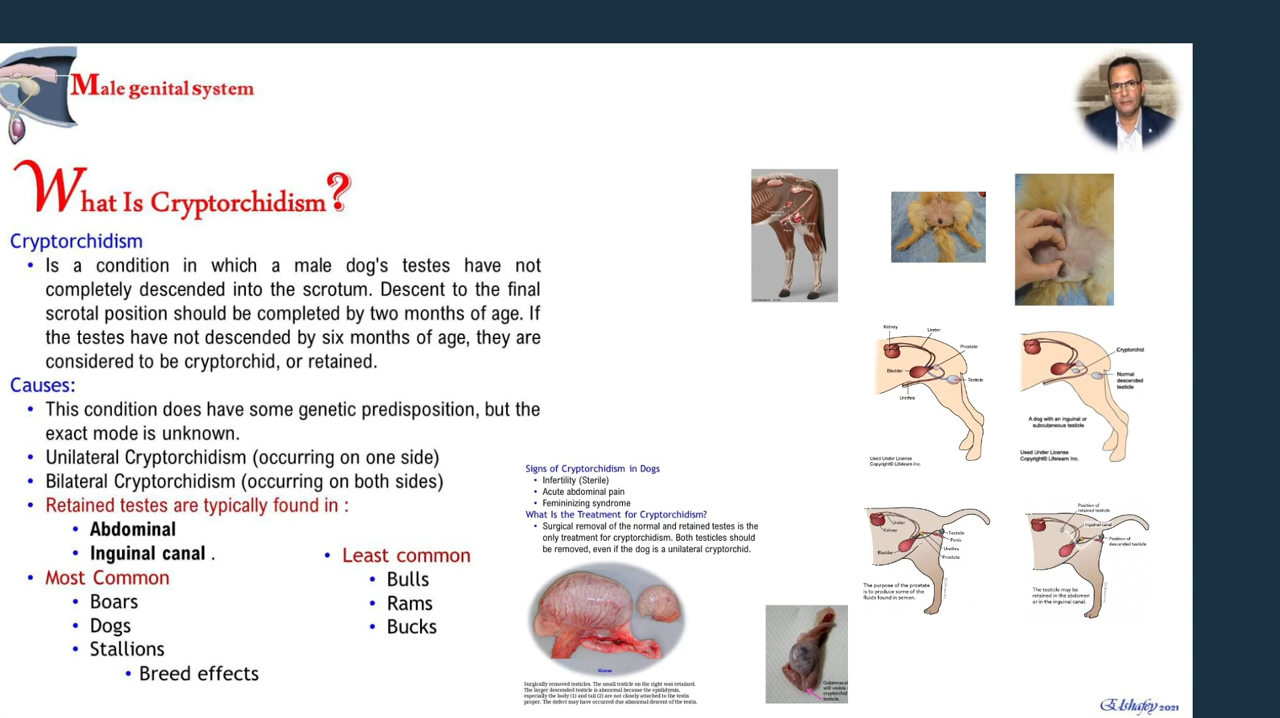 Male genital system
What Is Cryptorchidism?
Cryptorchidism
• Is a condition in which a male dog's testes have not
completely descended into the scrotum. Descent to the final
scrotal position should be completed by two months of age. If
the testes have not descended by six months of age, they are
considered to be cryptorchid, or retained.
Causes:
• This condition does have some genetic predisposition, but the
exact mode is unknown.
• Unilateral Cryptorchidism (occurring on one side)
• Bilateral Cryptorchidism (occurring on both sides)
• Retained testes are typically found in :
• Abdominal
• Inguinal canal .
• Most Common
• Boars
• Dogs
• Stallions
• Breed effects
• Least common
• Bulls
• Rams
• Bucks
Signs of Cryptorchidism in Dogs
• Infertility (Sterile)
• Acute abdominal pain
• Femininizing syndrome
What Is the Treatment for Cryptorchidism?
• Surgical removal of the normal and retained testes is the
only treatment for cryptorchidism. Both testicles should
be removed, even if the dog is a unilateral cryptorchid.
Horse
Surgically removed testicles. The small testicle on the right was retained.
The larger descended testicle is abnormal because the epididymis,
especially the body (1) and tail (2) are not closely attached to the testis
proper. The defect may have occurred due abnormal descent of the testis.
Gubernaculum
still visible
cryptorchid
testicle.
Kidney
Ureter
Prostate
Bladder
Testicle
Urethra
Used Under License
Copyright© Lifelearn Inc.
Cryptorchid
Normal
descended
testicle
A dog with an inguinal or
subcutaneous testicle
Used Under License
Copyright© Lifelearn Inc.
Ureter
Kidney
Bladder
Testicle
Penis
Urethra
Prostate
The purpose of the prostate
is to produce some of the
fluids found in semen.
Position of
retained testicle
Inguinal canal
Position of
descended testicle
The testicle may be
retained in the abdomen
or in the inguinal canal.
Elshafey 2021